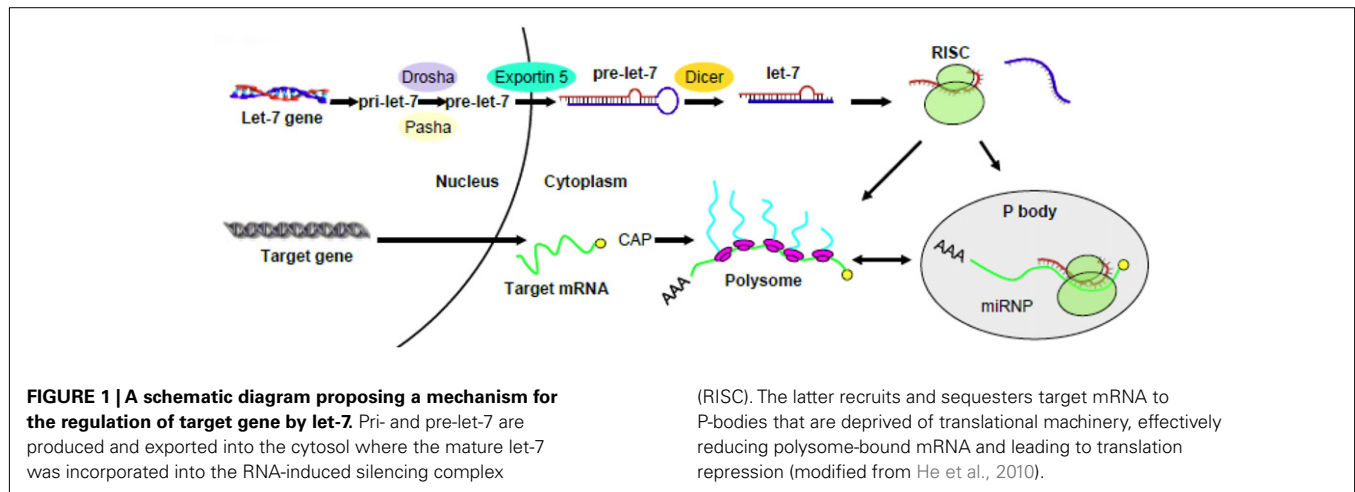 RISC
Drosha
Exportin 5
pre-let-7
Dicer
let-7
Let-7 gene
pri-let-7
pre-let-7
Pasha
Nucleus
Cytoplasm
P body
Target gene
CAP
Target mRNA
AAA
Polysome
AAA
miRNP
FIGURE 1 | A schematic diagram proposing a mechanism for
the regulation of target gene by let-7. Pri- and pre-let-7 are
produced and exported into the cytosol where the mature let-7
was incorporated into the RNA-induced silencing complex
(RISC). The latter recruits and sequesters target mRNA to
P-bodies that are deprived of translational machinery, effectively
reducing polysome-bound mRNA and leading to translation
repression (modified from He et al., 2010).